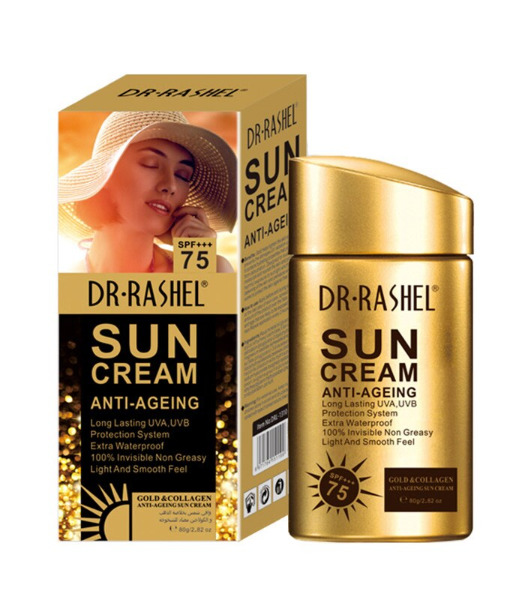 DR·RASHEL®
SPF+++
75
DR·RASHEL®
SUN
CREAM
ANTI-AGEING
Long Lasting UVA,UVB
Protection System
Extra Waterproof
100% Invisible Non Greasy
Light And Smooth Feel
GOLD & COLLAGEN
ANTI-AGEING SUN CREAM
℮ 80g/2.82 oz
DR·RASHEL
SUN
CREAM
ANTI-AGEI
DR·RASHEL®
SUN
CREAM
ANTI-AGEING
Long Lasting UVA,UVB
Protection System
Extra Waterproof
100% Invisible Non Greasy
Light And Smooth Feel
SPF+++
75
GOLD & COLLAGEN
ANTI-AGEING SUN CREAM
℮ 80g/2.82 oz